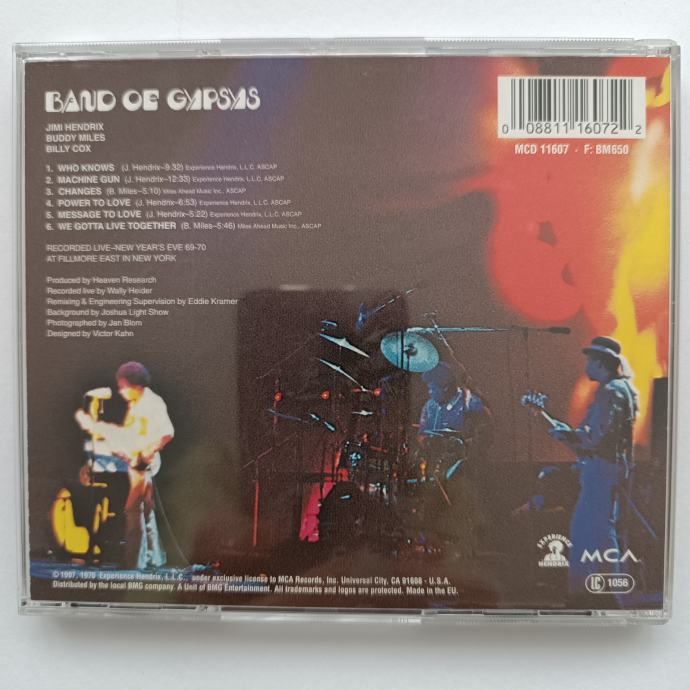 BAND OF GYPSYS
JIMI HENDRIX
BUDDY MILES
BILLY COX
1. WHO KNOWS (J. Hendrix–9:32) Experience Hendrix, L.L.C. ASCAP
2. MACHINE GUN (J. Hendrix–12:33) Experience Hendrix, L.L.C. ASCAP
3. CHANGES (B. Miles–5:10) Miles Ahead Music Inc., ASCAP
4. POWER TO LOVE (J. Hendrix–6:53) Experience Hendrix, L.L.C. ASCAP
5. MESSAGE TO LOVE (J. Hendrix–5:22) Experience Hendrix, L.L.C. ASCAP
6. WE GOTTA LIVE TOGETHER (B. Miles–5:46) Miles Ahead Music Inc., ASCAP
RECORDED LIVE–NEW YEAR'S EVE 69-70
AT FILLMORE EAST IN NEW YORK
Produced by Heaven Research
Recorded live by Wally Heider
Remixing & Engineering Supervision by Eddie Kramer
Background by Joshua Light Show
Photographed by Jan Blom
Designed by Victor Kahn
0 08811 16072 2
MCD 11607 · F: BM650
EXPERIENCE
HENDRIX
MCA
LC 1056
© 1997, 1970 Experience Hendrix, L.L.C., under exclusive license to MCA Records, Inc. Universal City, CA 91608 - U.S.A.
Distributed by the local BMG company. A Unit of BMG Entertainment. All trademarks and logos are protected. Made in the EU.